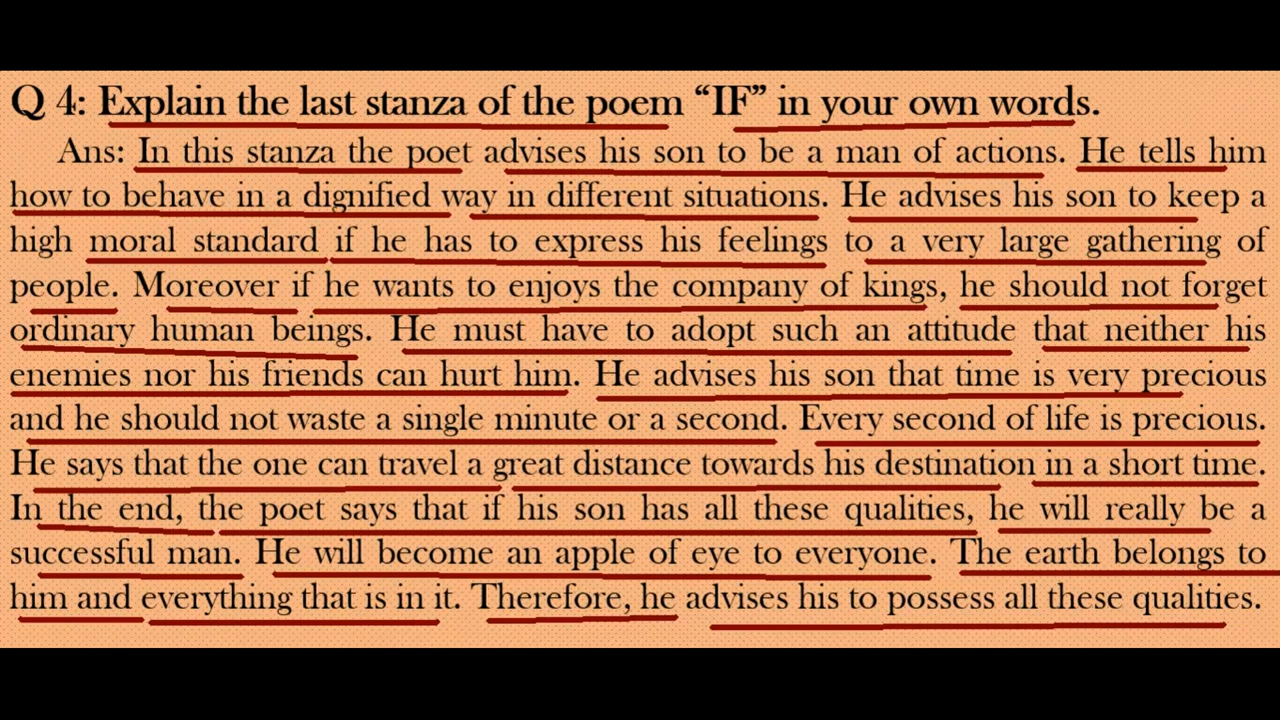 Q 4: Explain the last stanza of the poem “IF” in your own words.
Ans: In this stanza the poet advises his son to be a man of actions. He tells him
how to behave in a dignified way in different situations. He advises his son to keep a
high moral standard if he has to express his feelings to a very large gathering of
people. Moreover if he wants to enjoys the company of kings, he should not forget
ordinary human beings. He must have to adopt such an attitude that neither his
enemies nor his friends can hurt him. He advises his son that time is very precious
and he should not waste a single minute or a second. Every second of life is precious.
He says that the one can travel a great distance towards his destination in a short time.
In the end, the poet says that if his son has all these qualities, he will really be a
successful man. He will become an apple of eye to everyone. The earth belongs to
him and everything that is in it. Therefore, he advises his to possess all these qualities.